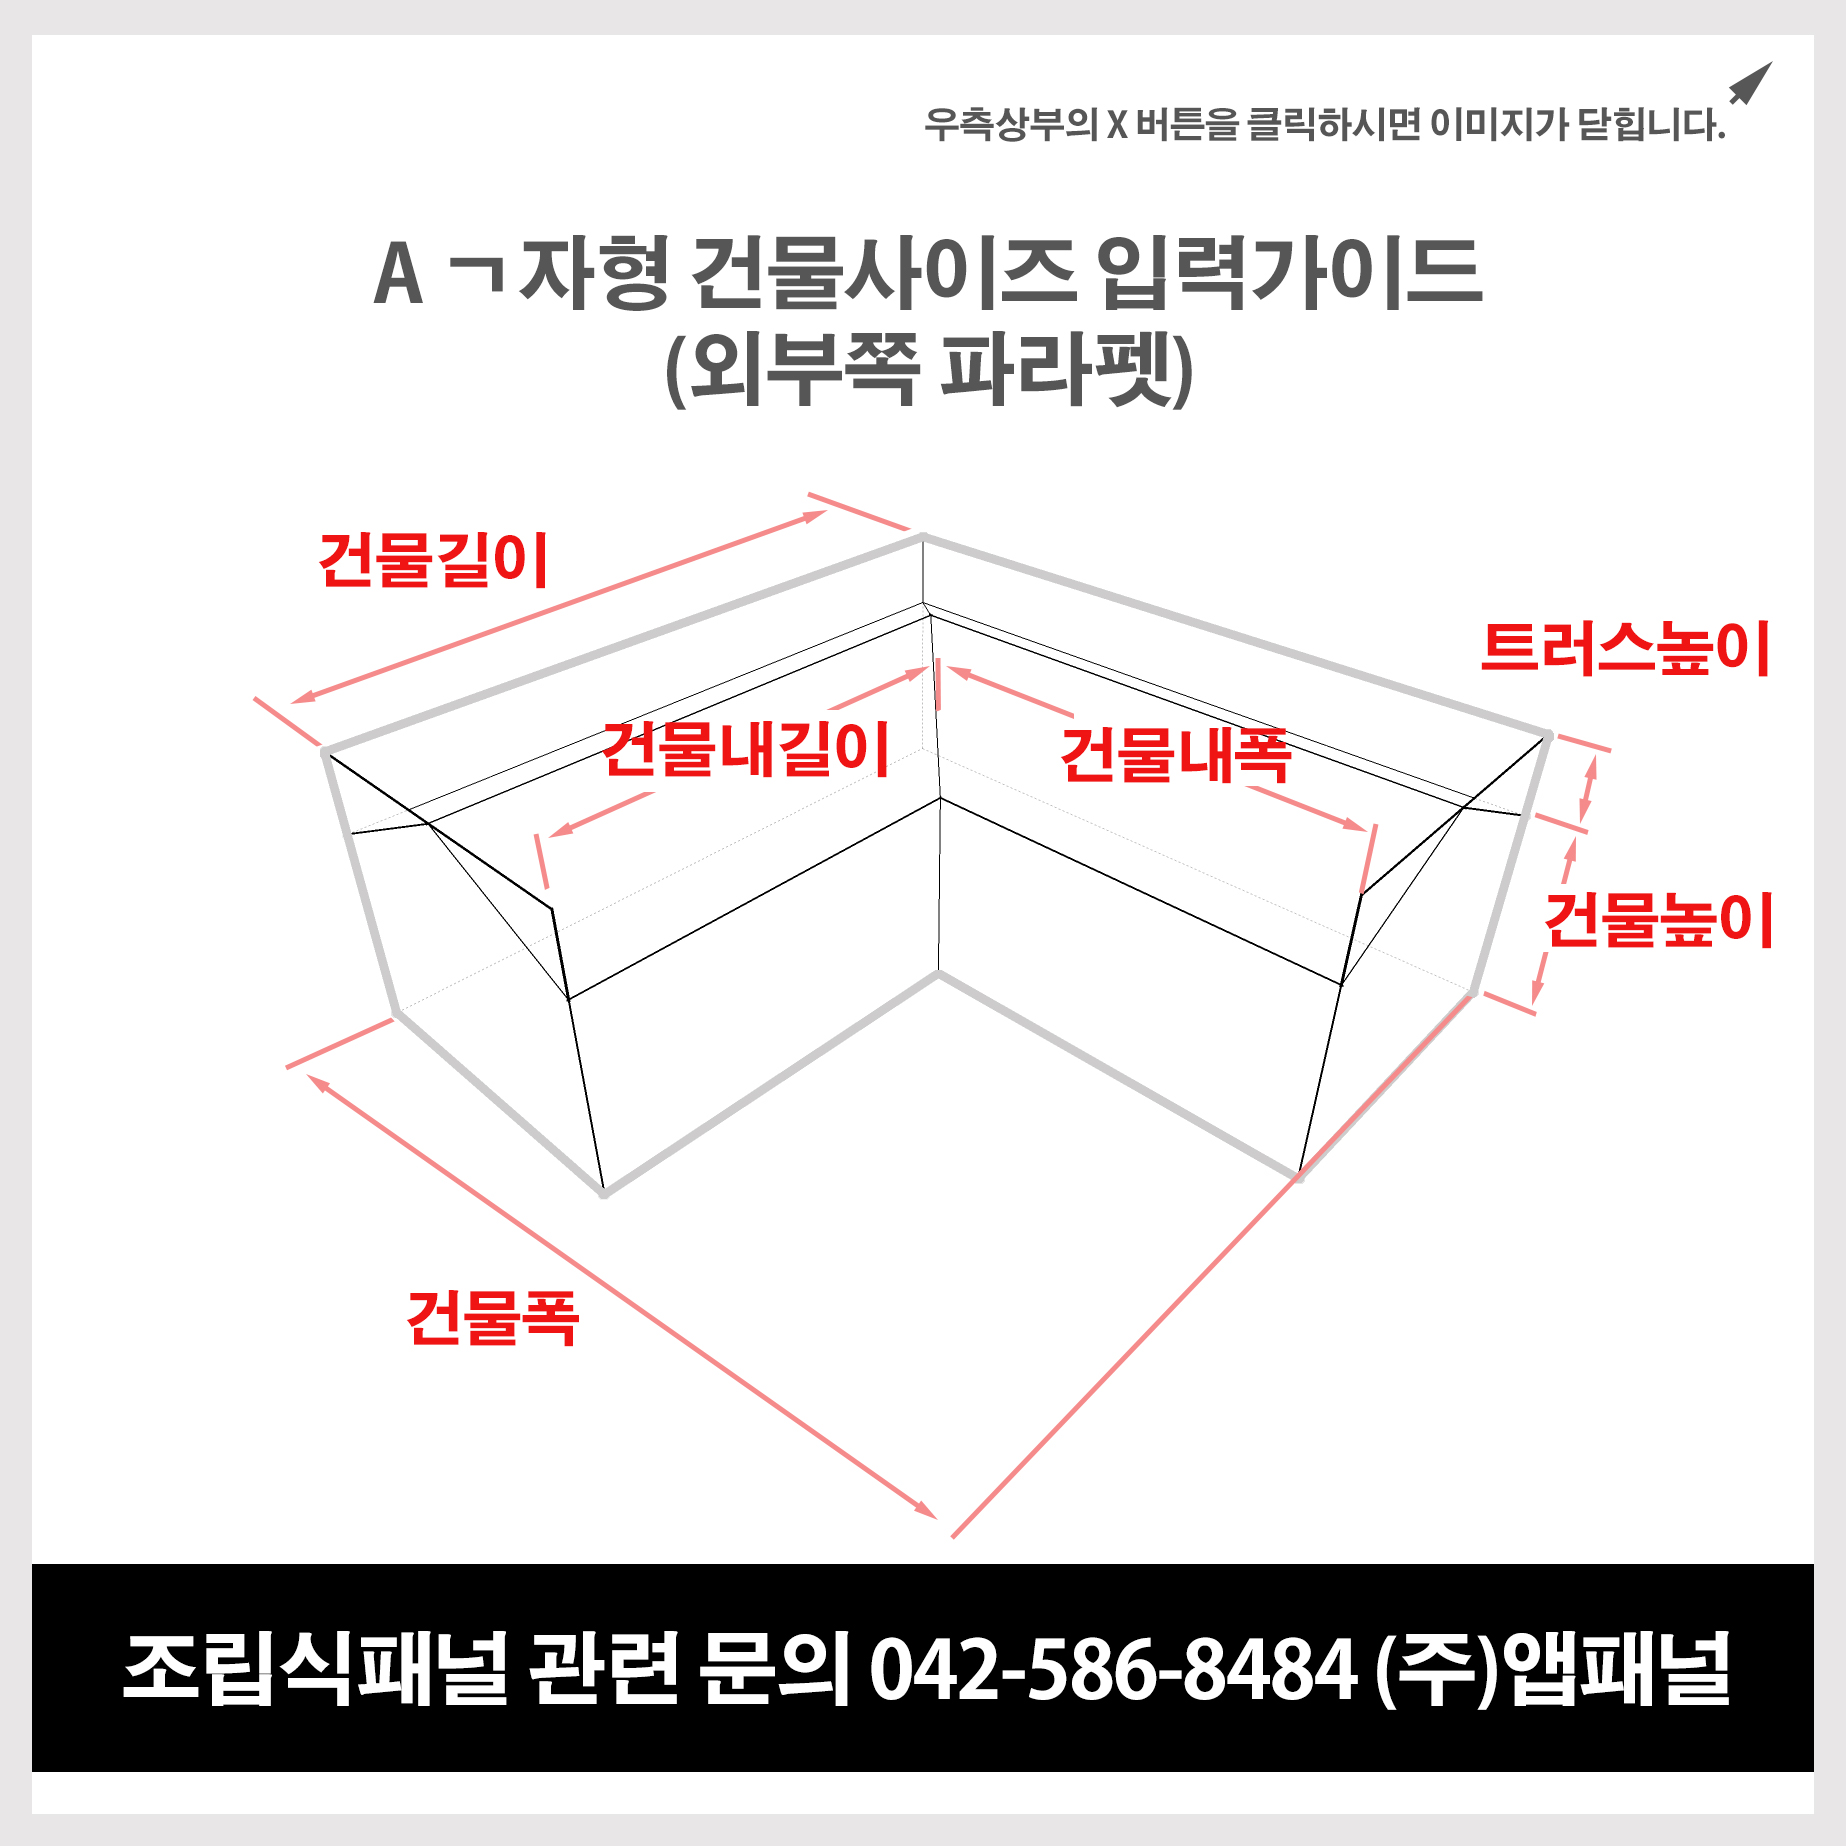 우측상부의 X 버튼을 클릭하시면 이미지가 닫힙니다.
A ㄱ자형 건물사이즈 입력가이드
(외부쪽 파라펫)
건물길이
트러스높이
건물내길이
건물내폭
건물높이
건물폭
조립식패널 관련 문의 042-586-8484 (주)앱패널